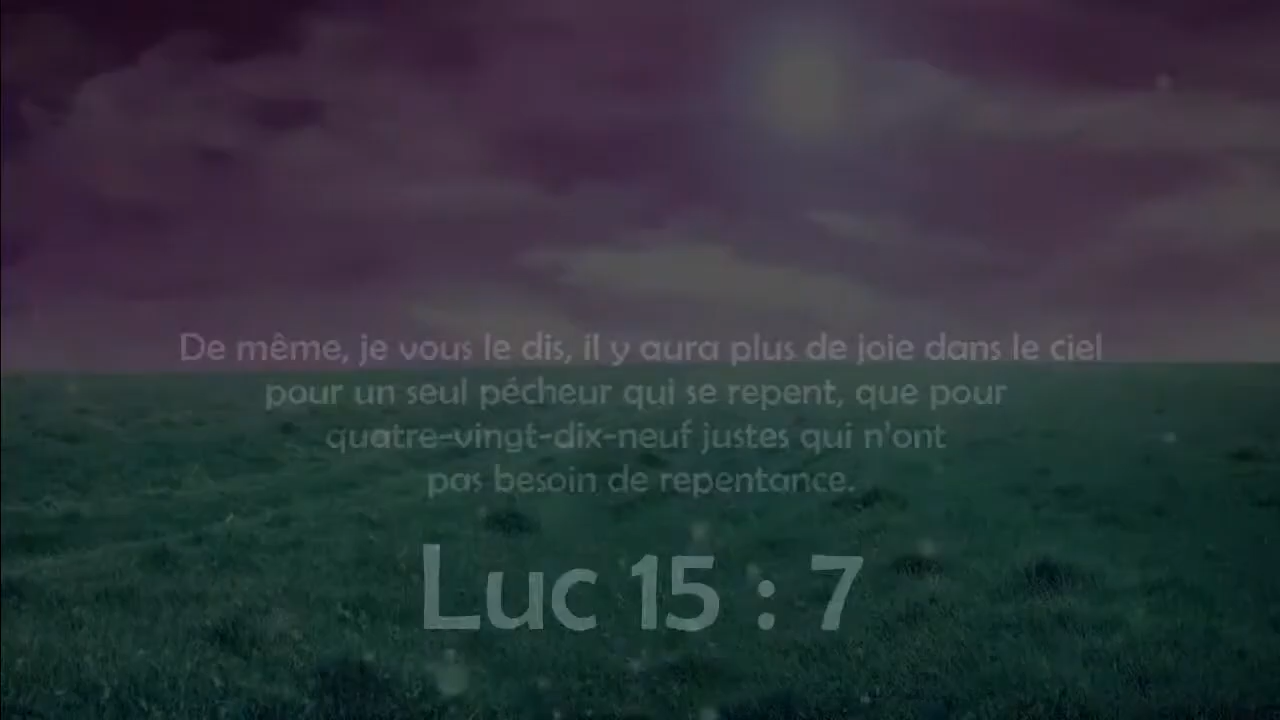 De même, je vous le dis, il y aura plus de joie dans le ciel
pour un seul pécheur qui se repent, que pour
quatre-vingt-dix-neuf justes qui n'ont
pas besoin de repentance.
Luc 15 : 7